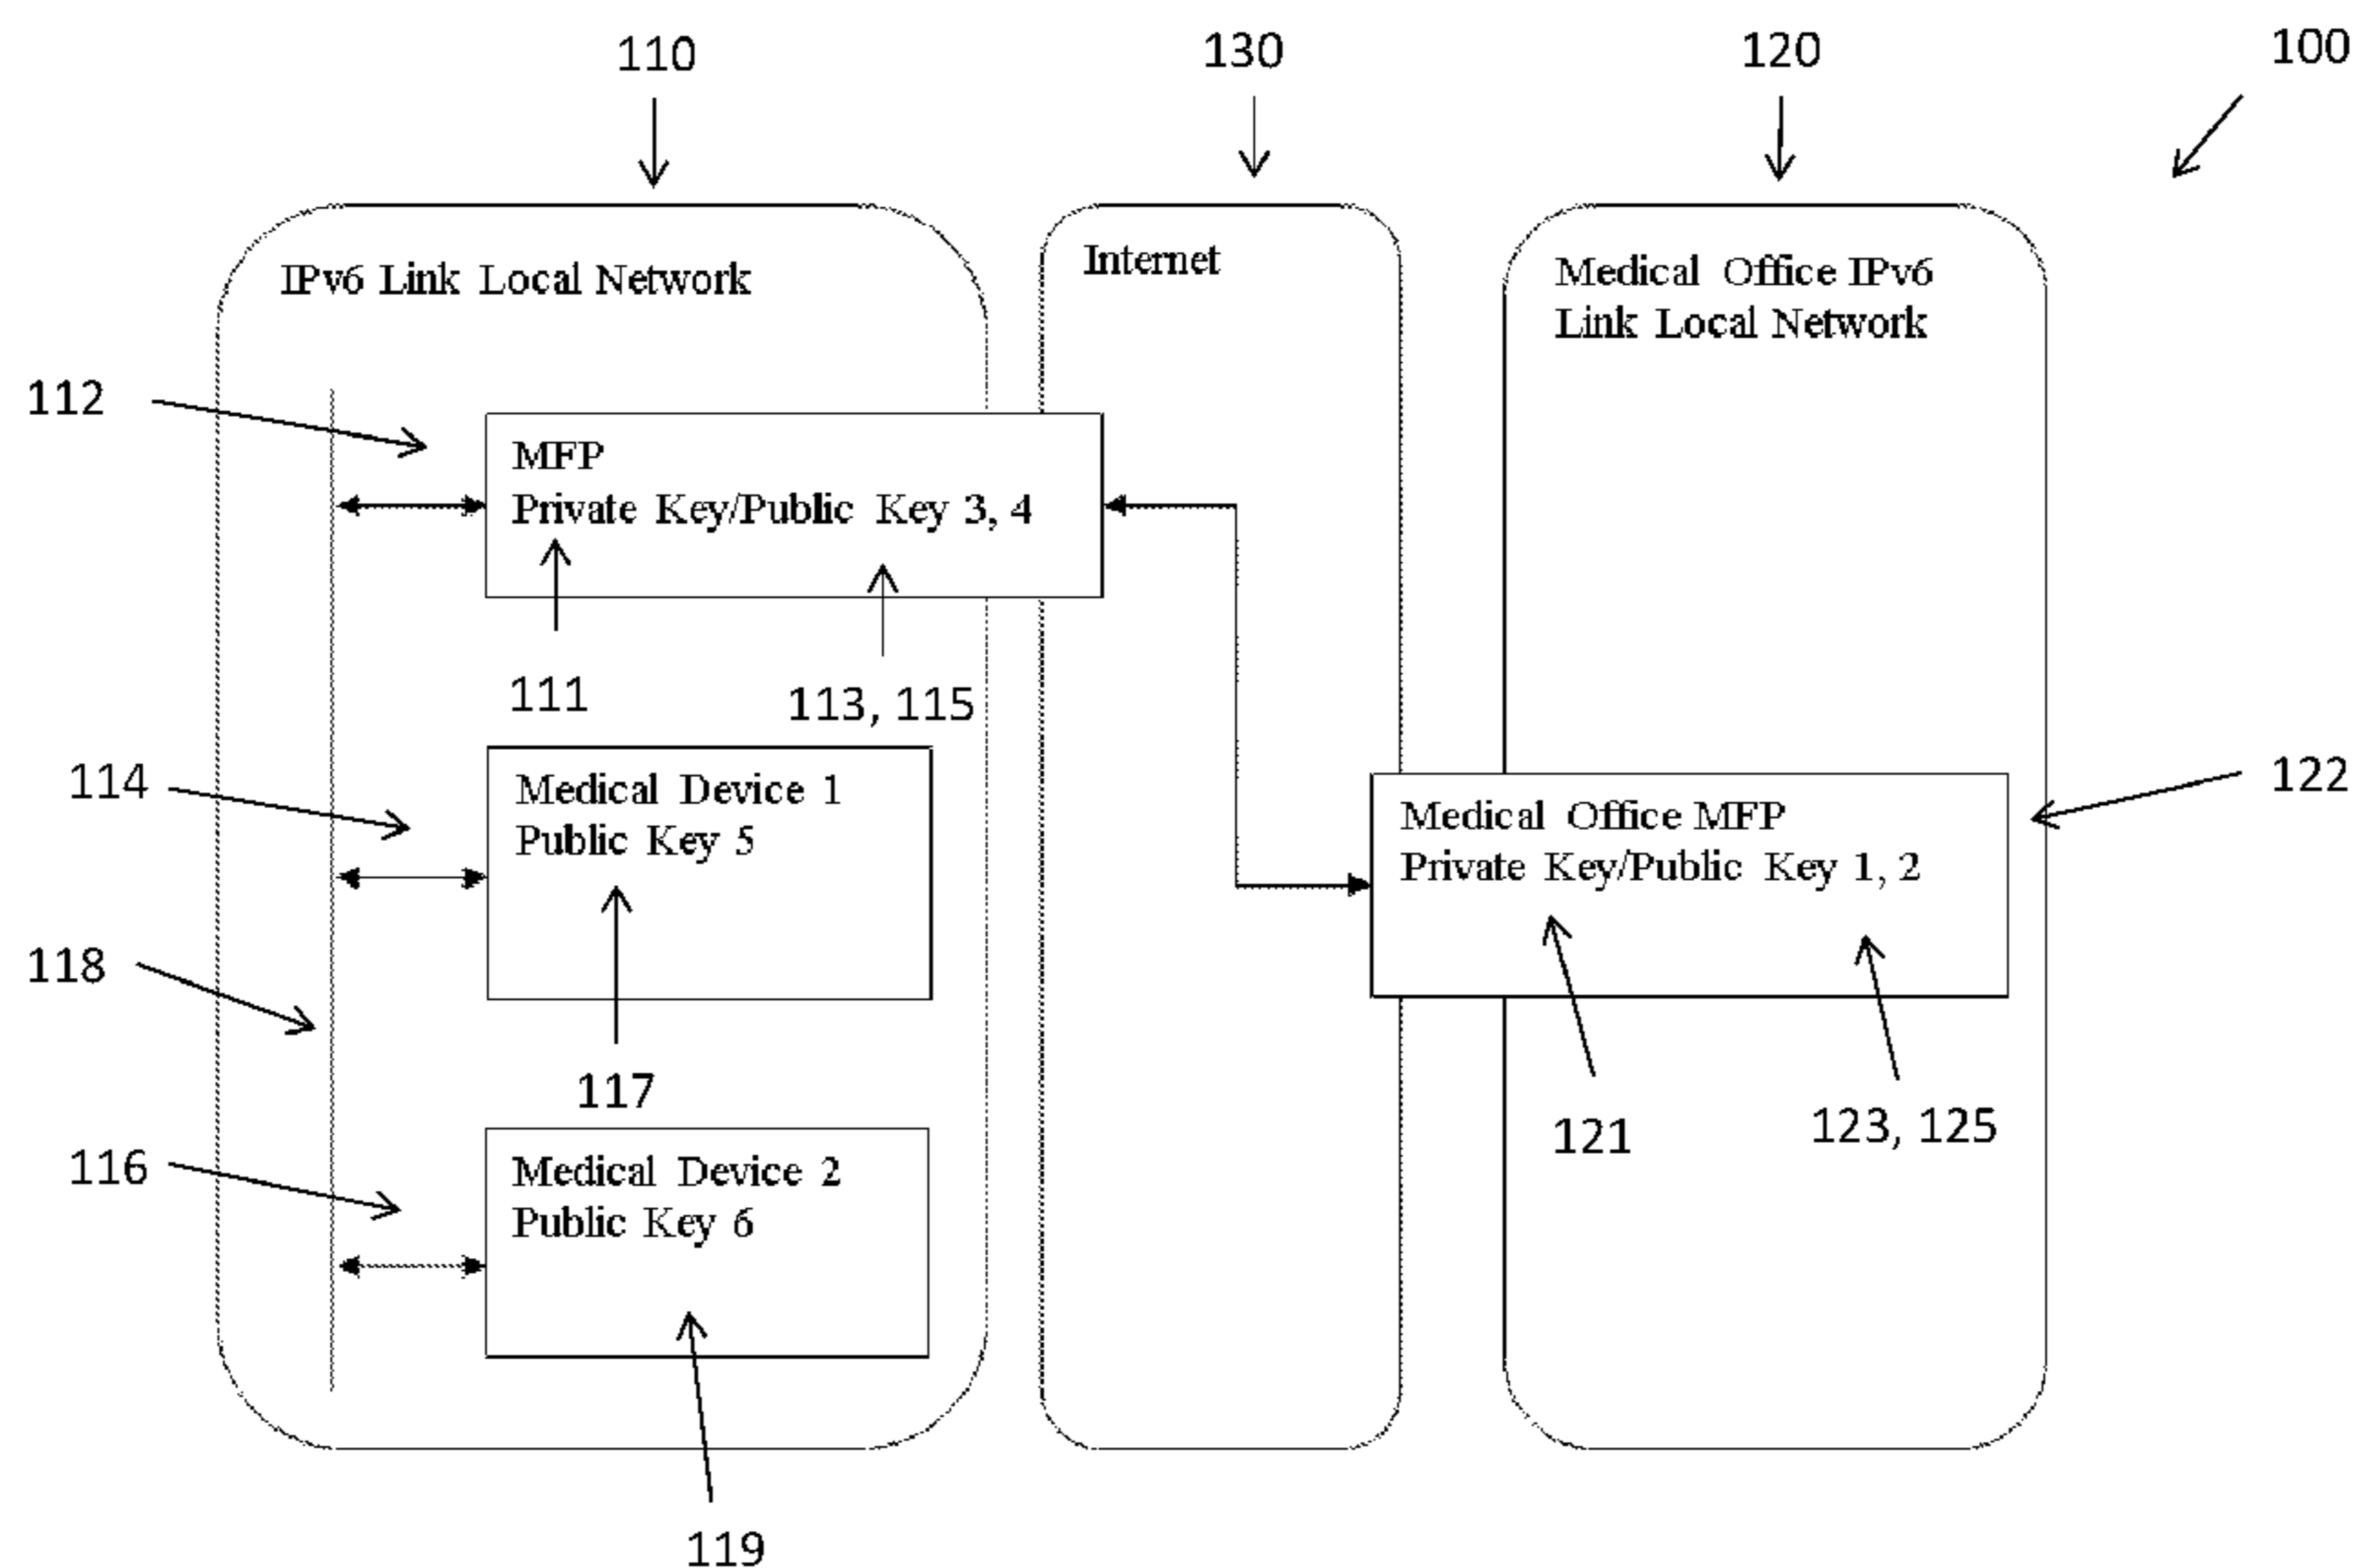 110
130
120
100
IPv6 Link Local Network
Internet
Medical Office IPv6
Link Local Network
112
MFP
Private Key/Public Key 3, 4
111
113, 115
114
Medical Device 1
Public Key 5
122
Medical Office MFP
Private Key/Public Key 1, 2
118
117
121
123, 125
116
Medical Device 2
Public Key 6
119